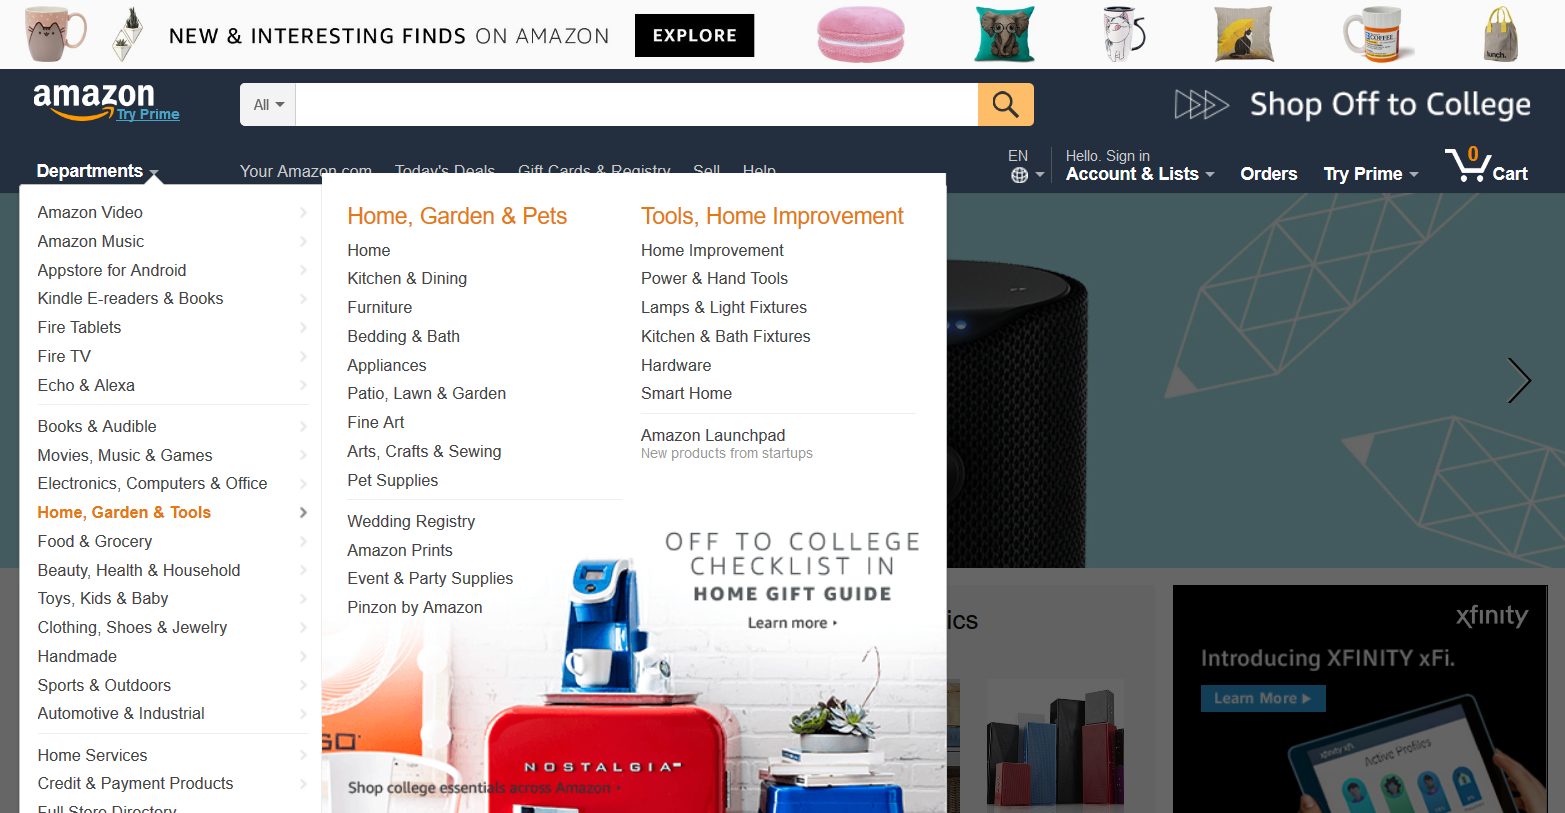 NEW & INTERESTING FINDS ON AMAZON
EXPLORE
COFFEE
lunch.
amazon
Try Prime
All
Shop Off to College
Departments
Your Amazon.com
Today's Deals
Gift Cards & Registry
Sell
Help
EN
Hello. Sign in
Account & Lists
Orders
Try Prime
0
Cart
Amazon Video
Amazon Music
Appstore for Android
Kindle E-readers & Books
Fire Tablets
Fire TV
Echo & Alexa
Books & Audible
Movies, Music & Games
Electronics, Computers & Office
Home, Garden & Tools
Food & Grocery
Beauty, Health & Household
Toys, Kids & Baby
Clothing, Shoes & Jewelry
Handmade
Sports & Outdoors
Automotive & Industrial
Home Services
Credit & Payment Products
Full Store Directory
Home, Garden & Pets
Home
Kitchen & Dining
Furniture
Bedding & Bath
Appliances
Patio, Lawn & Garden
Fine Art
Arts, Crafts & Sewing
Pet Supplies
Wedding Registry
Amazon Prints
Event & Party Supplies
Pinzon by Amazon
Tools, Home Improvement
Home Improvement
Power & Hand Tools
Lamps & Light Fixtures
Kitchen & Bath Fixtures
Hardware
Smart Home
Amazon Launchpad
New products from startups
OFF TO COLLEGE
CHECKLIST IN
HOME GIFT GUIDE
Learn more
NOSTALGIA
Shop college essentials across Amazon
ics
xfinity
Introducing XFINITY xFi.
Learn More
xfinity xfi
Active Profiles